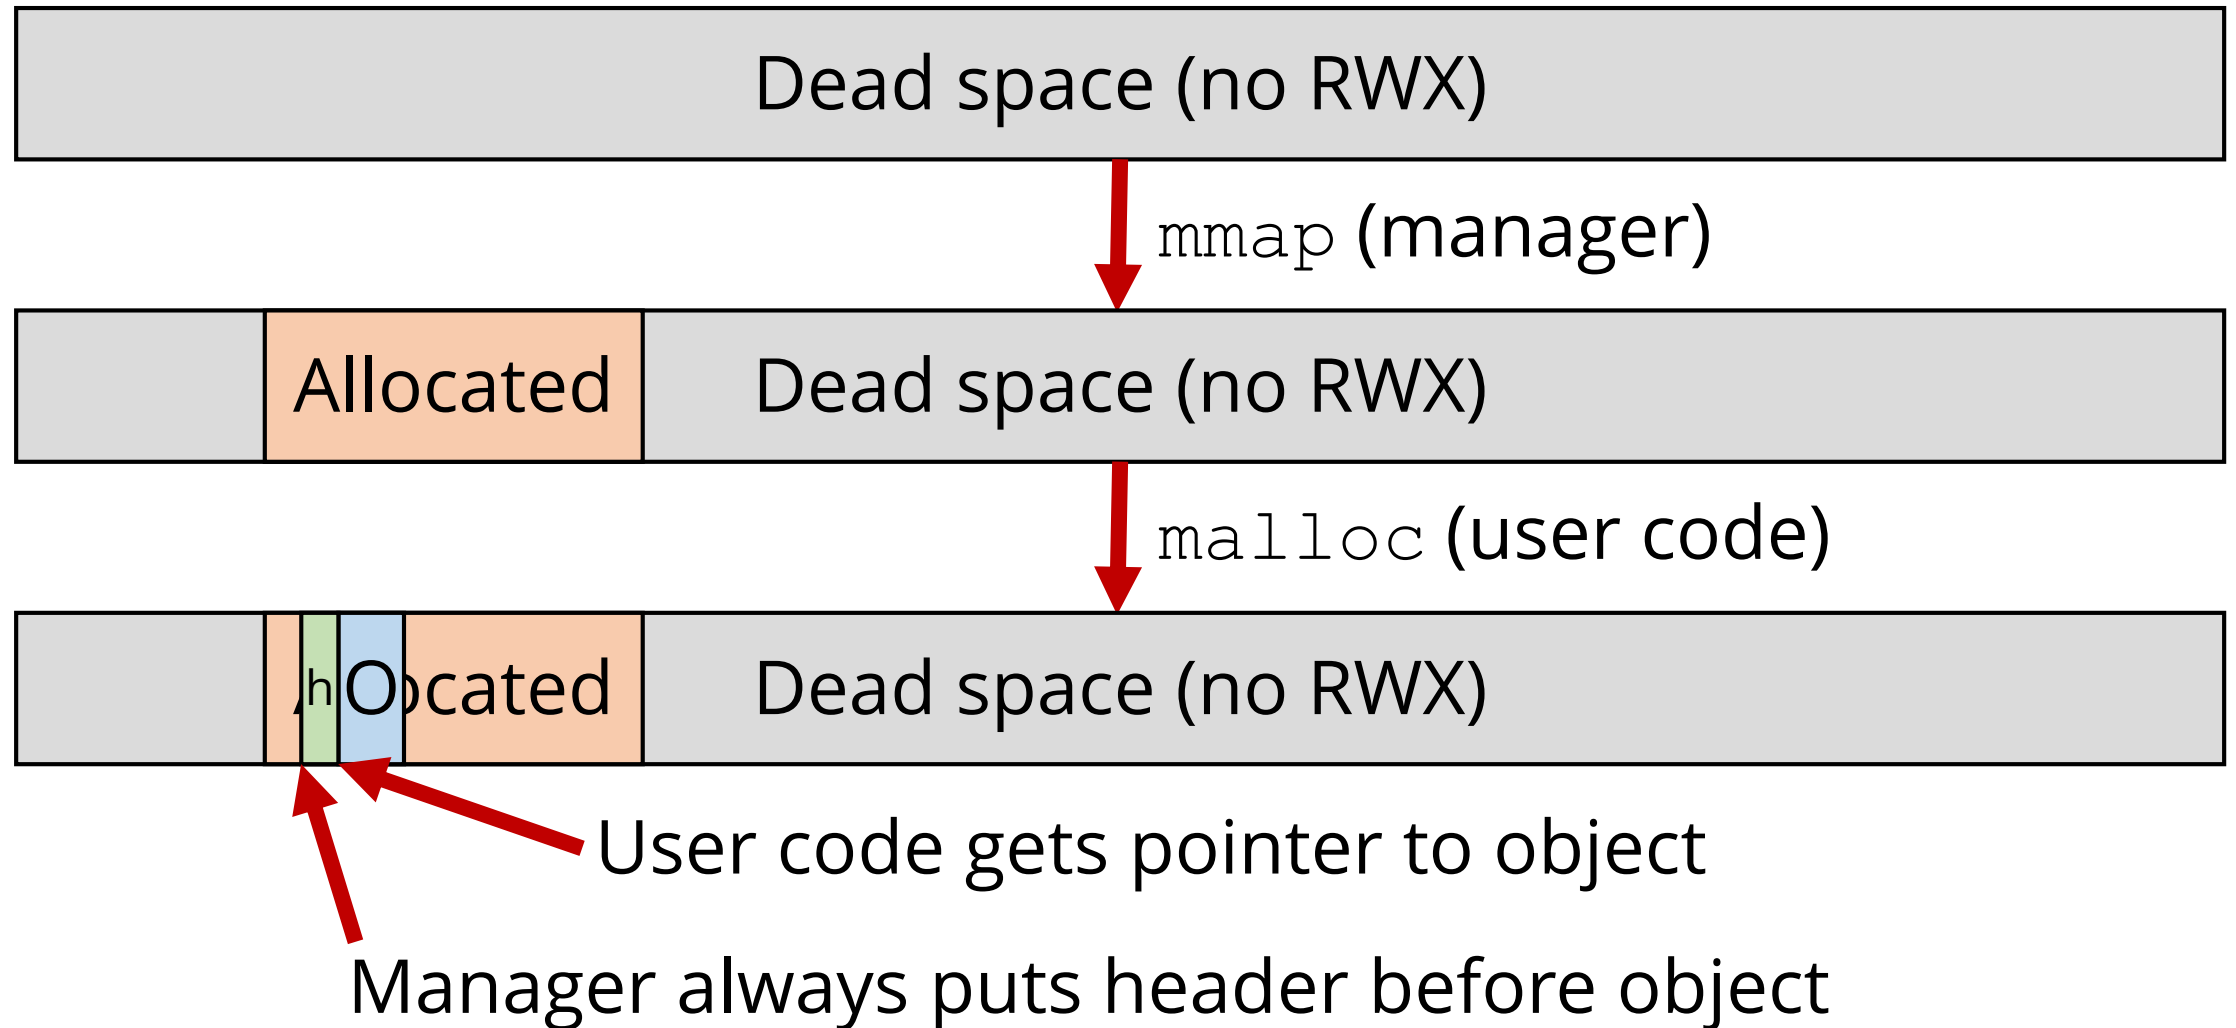 Dead space (no RWX)
mmap (manager)
Allocated Dead space (no RWX)
malloc (user code)
h O ocated Dead space (no RWX)
User code gets pointer to object
Manager always puts header before object